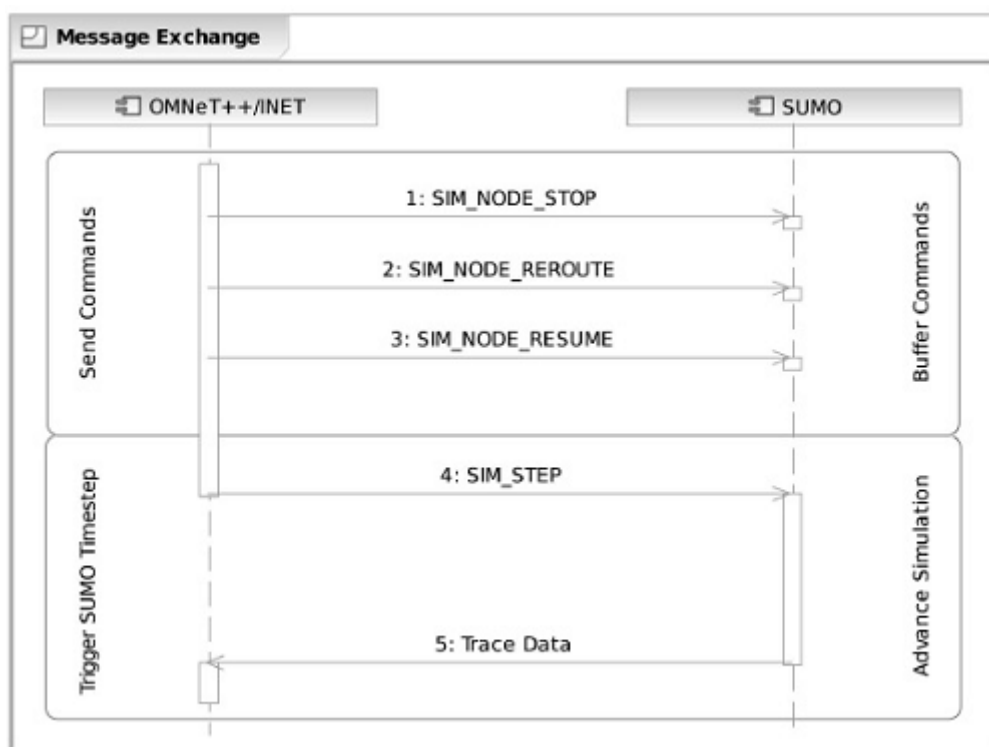 Message Exchange
OMNeT++/INET
SUMO
Send Commands
1: SIM_NODE_STOP
2: SIM_NODE_REROUTE
3: SIM_NODE_RESUME
Buffer Commands
Trigger SUMO Timestep
4: SIM_STEP
5: Trace Data
Advance Simulation